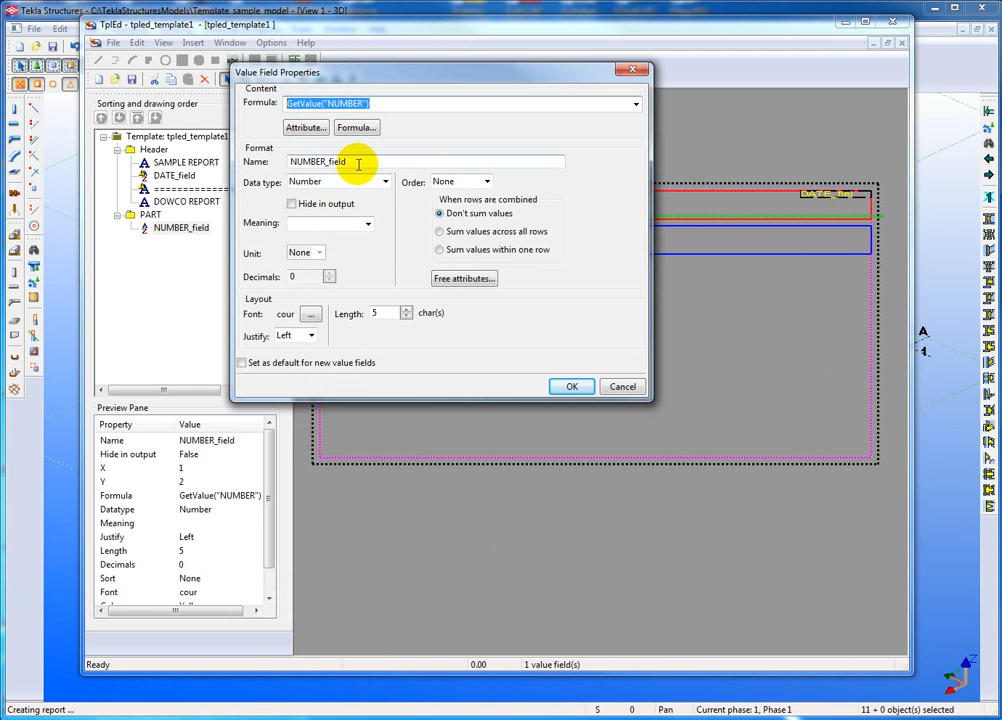 Tekla Structures - C:\TeklaStructuresModels\Template_sample_model - [View 1 - 3D]
File Edit
TplEd - tpled_template1 - [tpled_template1 ]
File Edit View Insert Window Options Help
Sorting and drawing order
Template: tpled_template1
Header
SAMPLE REPORT
DATE_field
DOWCO REPORT
PART
NUMBER_field
Value Field Properties
Content
Formula: GetValue("NUMBER")
Attribute... Formula...
Format
Name: NUMBER_field
Data type: Number Order: None
Hide in output
When rows are combined
Don't sum values
Meaning:
Sum values across all rows
Unit: None
Sum values within one row
Decimals: 0
Free attributes...
Layout
Font: cour ... Length: 5 char(s)
Justify: Left
Set as default for new value fields
OK Cancel
Preview Pane
Property Value
Name NUMBER_field
Hide in output False
X 1
Y 2
Formula GetValue("NUMBER")
Datatype Number
Meaning
Justify Left
Length 5
Decimals 0
Sort None
Font cour
A
1
Z
Ready 0.00 1 value field(s)
Creating report ... S 0 Pan Current phase: 1, Phase 1 11 + 0 object(s) selected